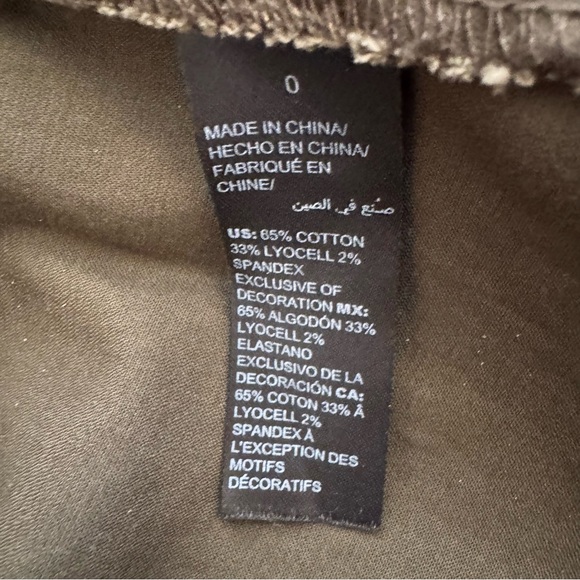 0
MADE IN CHINA/
HECHO EN CHINA/
FABRIQUÉ EN
CHINE/
صنع في الصين
US: 65% COTTON
33% LYOCELL 2%
SPANDEX
EXCLUSIVE OF
DECORATION MX:
65% ALGODÓN 33%
LYOCELL 2%
ELASTANO
EXCLUSIVO DE LA
DECORACIÓN CA:
65% COTON 33% Â
LYOCELL 2%
SPANDEX À
L'EXCEPTION DES
MOTIFS
DÉCORATIFS